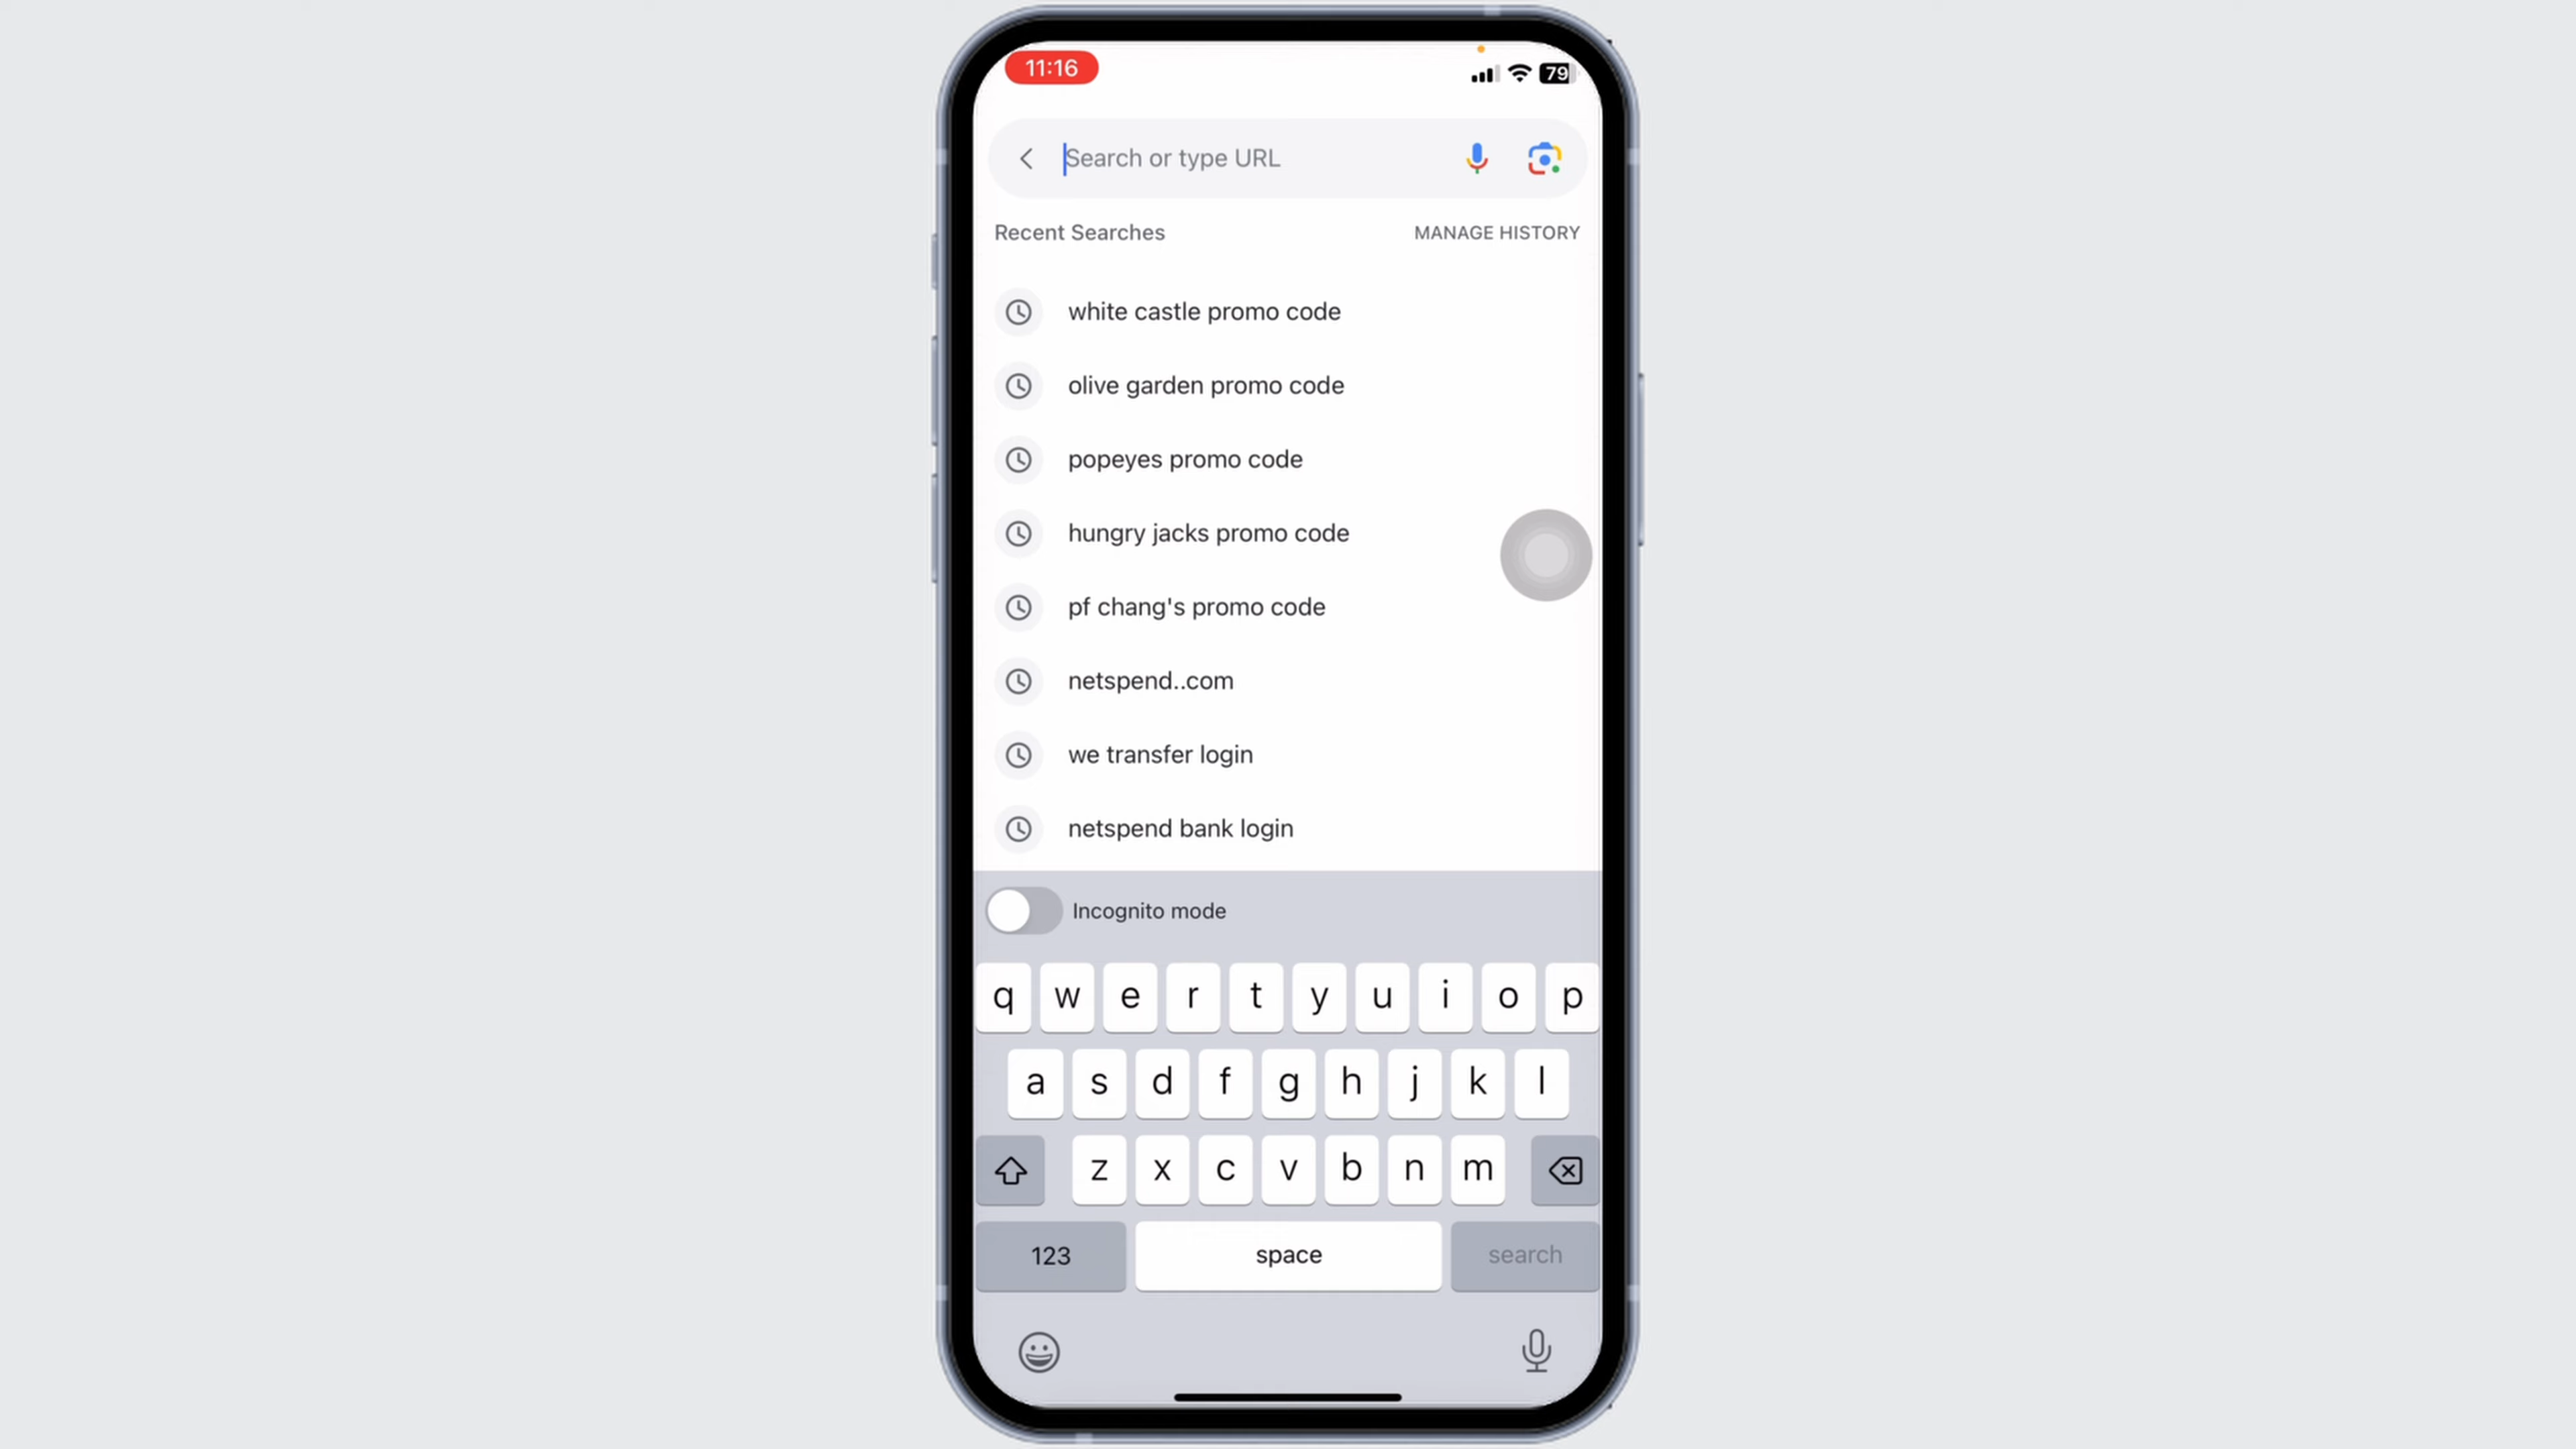 11:16
79
Search or type URL
Recent Searches MANAGE HISTORY
white castle promo code
olive garden promo code
popeyes promo code
hungry jacks promo code
pf chang's promo code
netspend..com
we transfer login
netspend bank login
Incognito mode
q w e r t y u i o p
a s d f g h j k l
z x c v b n m
123 space search